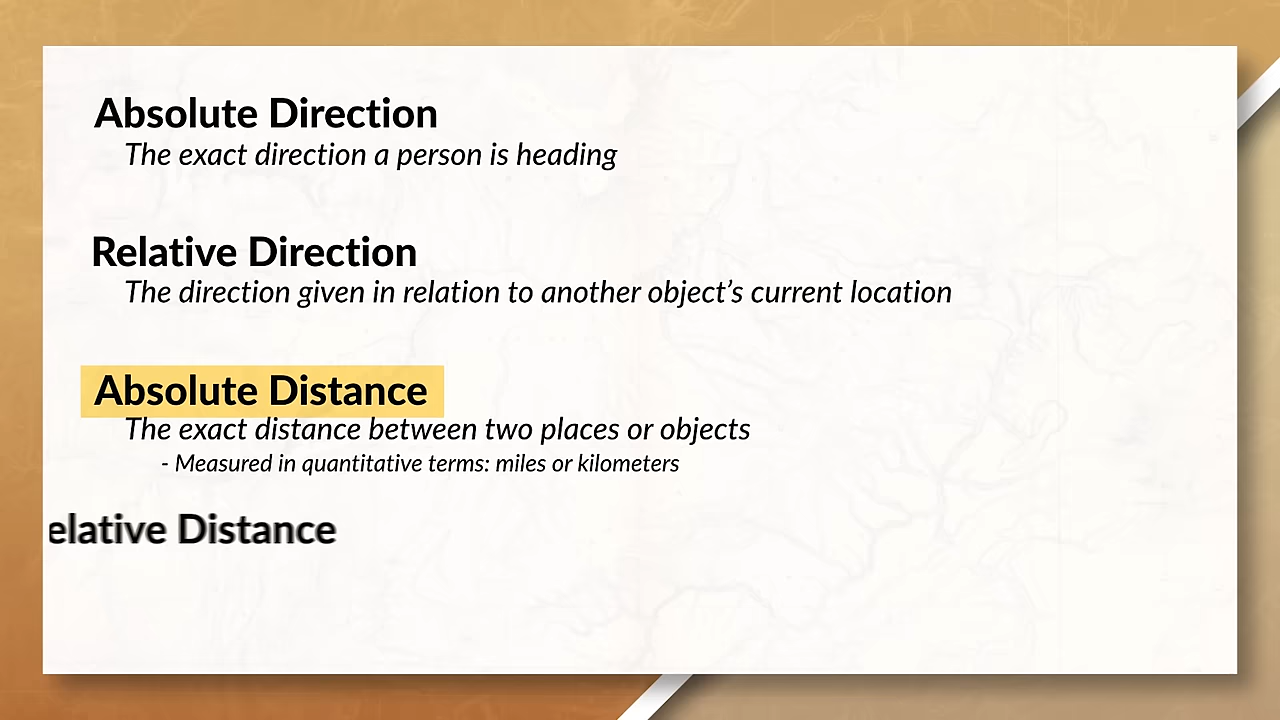 Absolute Direction
The exact direction a person is heading
Relative Direction
The direction given in relation to another object’s current location
Absolute Distance
The exact distance between two places or objects
- Measured in quantitative terms: miles or kilometers
elative Distance